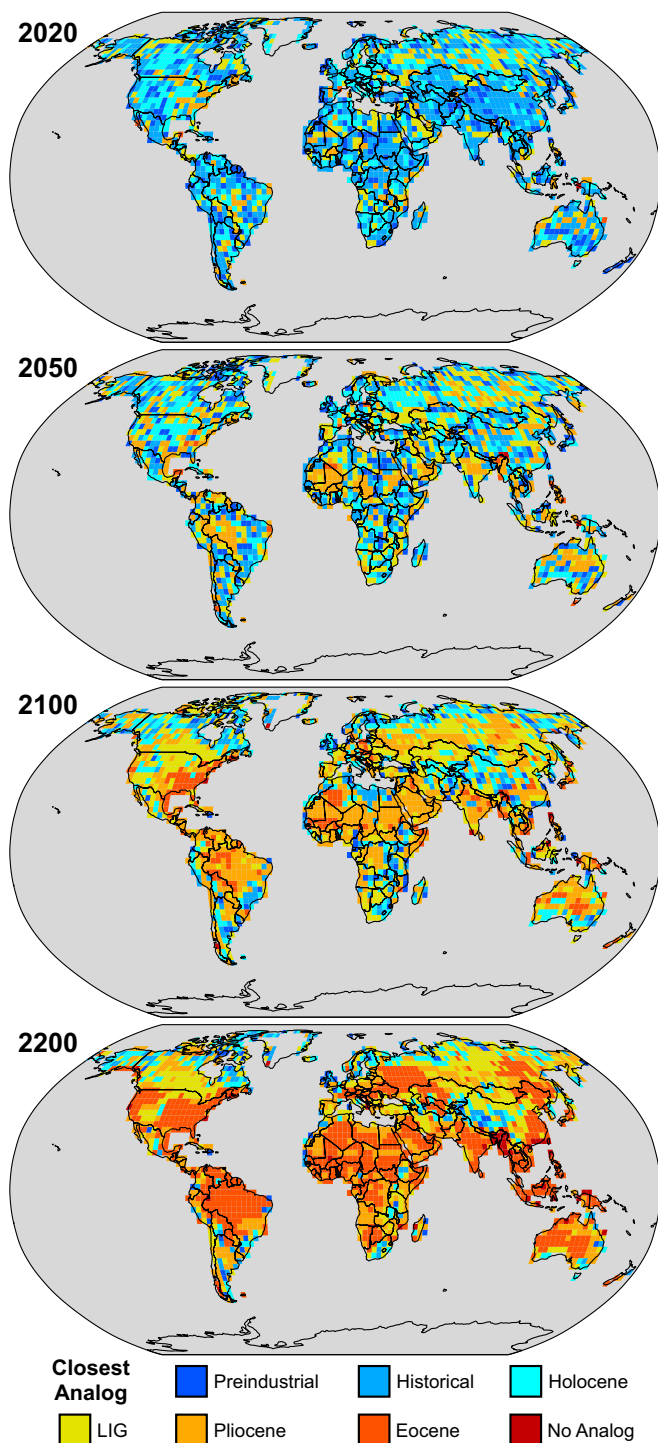 2020
2050
2100
2200
Closest
Analog
Preindustrial
Historical
Holocene
LIG
Pliocene
Eocene
No Analog